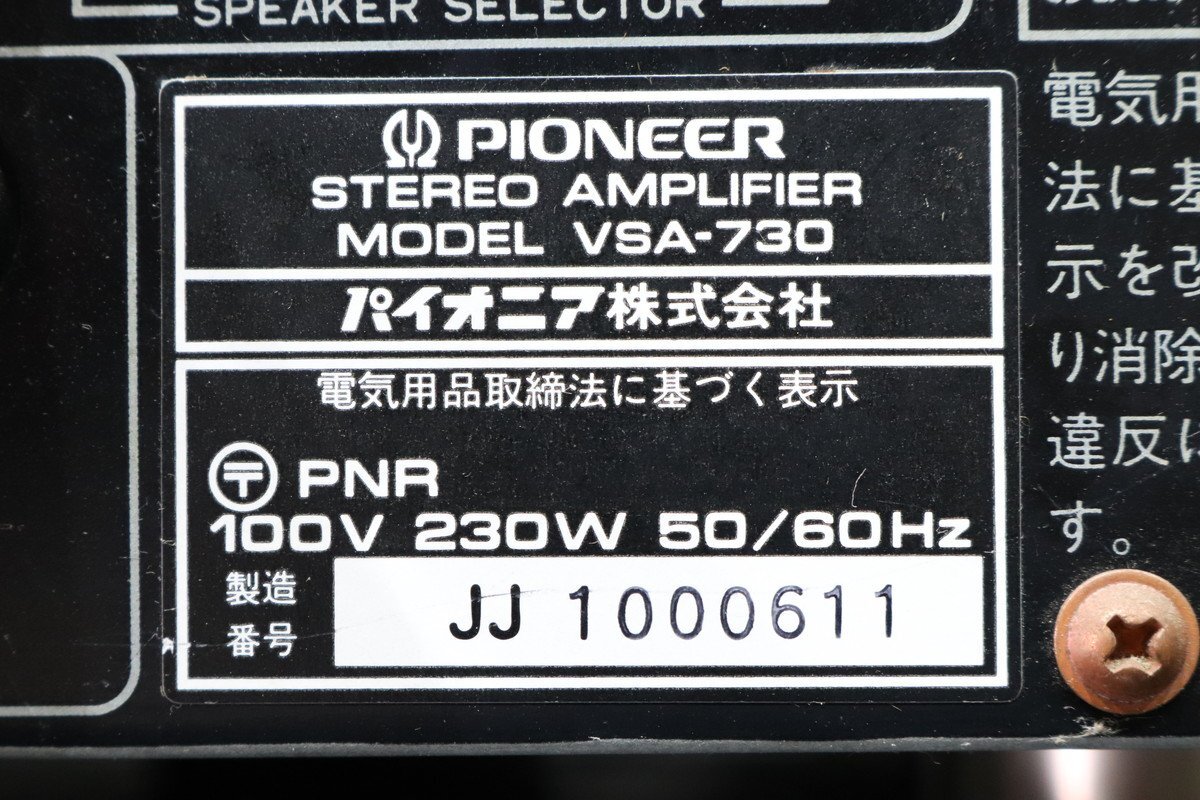 SPEAKER SELECTOR
PIONEER
STEREO AMPLIFIER
MODEL VSA-730
パイオニア株式会社
電気用品取締法に基づく表示
〒 PNR
100V 230W 50/60Hz
製造
番号
JJ 1000611
電気用
法に基
示を改
り消除
違反に
す。